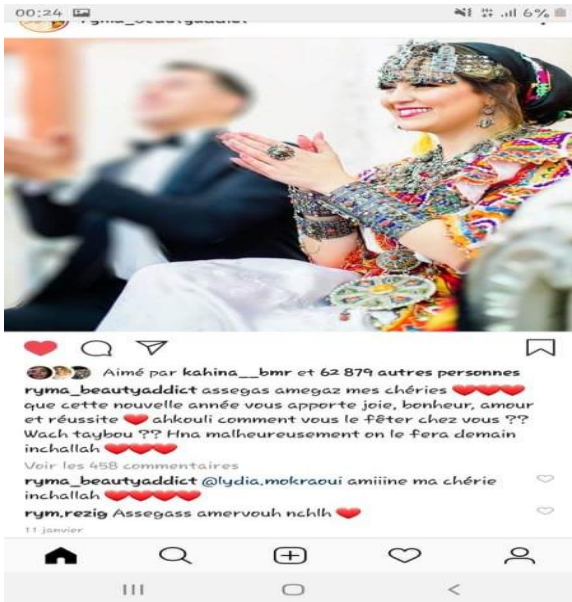 00:24 6%
ryma_beautyaddict
Aimé par kahina__bmr et 62 879 autres personnes
ryma_beautyaddict assegas amegaz mes chéries ❤❤❤❤
que cette nouvelle année vous apporte joie, bonheur, amour
et réussite ❤ ahkouli comment vous le fêter chez vous ??
Wach taybou ?? Hna malheureusement on le fera demain
inchallah ❤❤❤❤
Voir les 458 commentaires
ryma_beautyaddict @lydia.mokraoui amiiine ma chérie
inchallah ❤❤❤❤❤
rym.rezig Assegass amervouh nchlh ❤
11 janvier